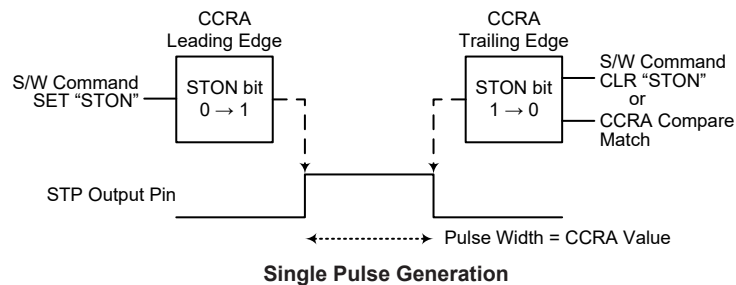 CCRA
Leading Edge
CCRA
Trailing Edge
S/W Command
SET “STON”
STON bit
0 → 1
STON bit
1 → 0
S/W Command
CLR “STON”
or
CCRA Compare
Match
STP Output Pin
Pulse Width = CCRA Value
Single Pulse Generation